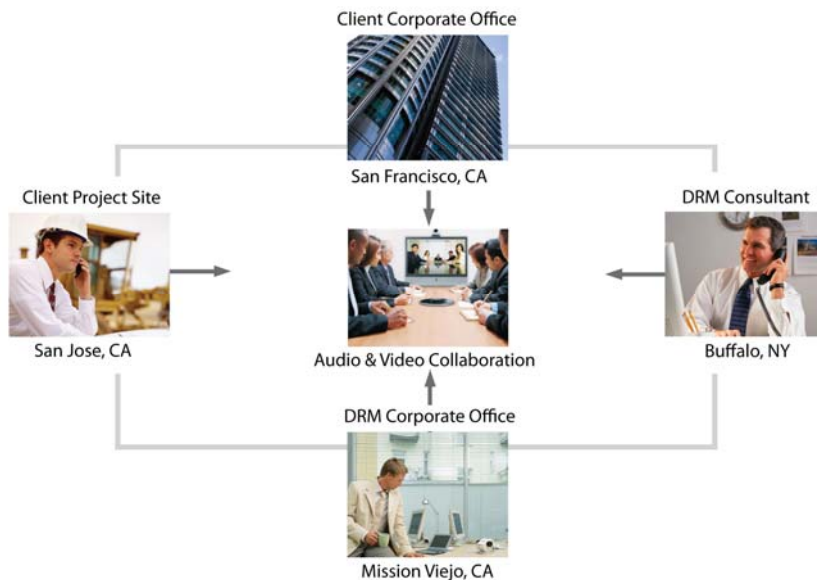 Client Corporate Office
San Francisco, CA
Client Project Site
San Jose, CA
DRM Consultant
Buffalo, NY
Audio & Video Collaboration
DRM Corporate Office
Mission Viejo, CA